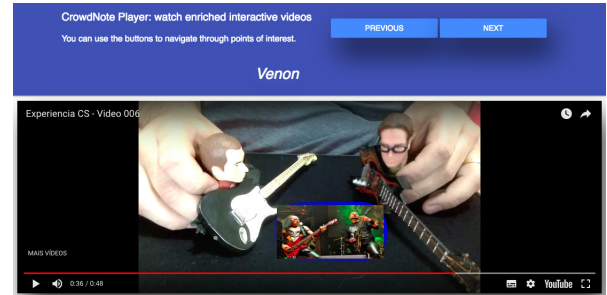 CrowdNote Player: watch enriched interactive videos
You can use the buttons to navigate through points of interest.
PREVIOUS
NEXT
Venon
Experiencia CS - Video 006
MAIS VÍDEOS
0:36 / 0:48
YouTube